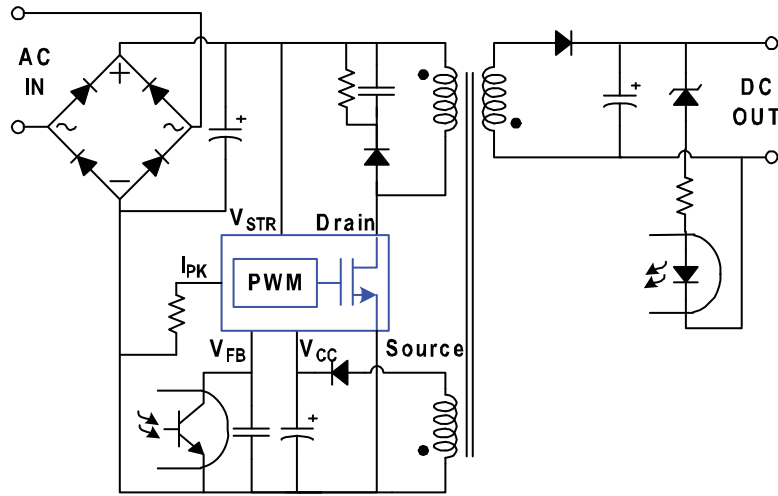 AC
IN
+
−
~
~
+
+
DC
OUT
VSTR
Drain
IPK
PWM
VFB
VCC
Source
+